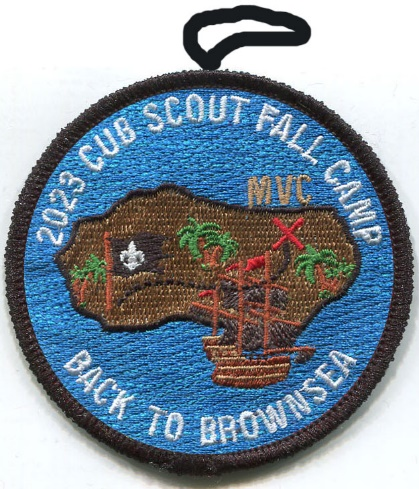 2023 CUB SCOUT FALL CAMP
MVC
BACK TO BROWNSEA